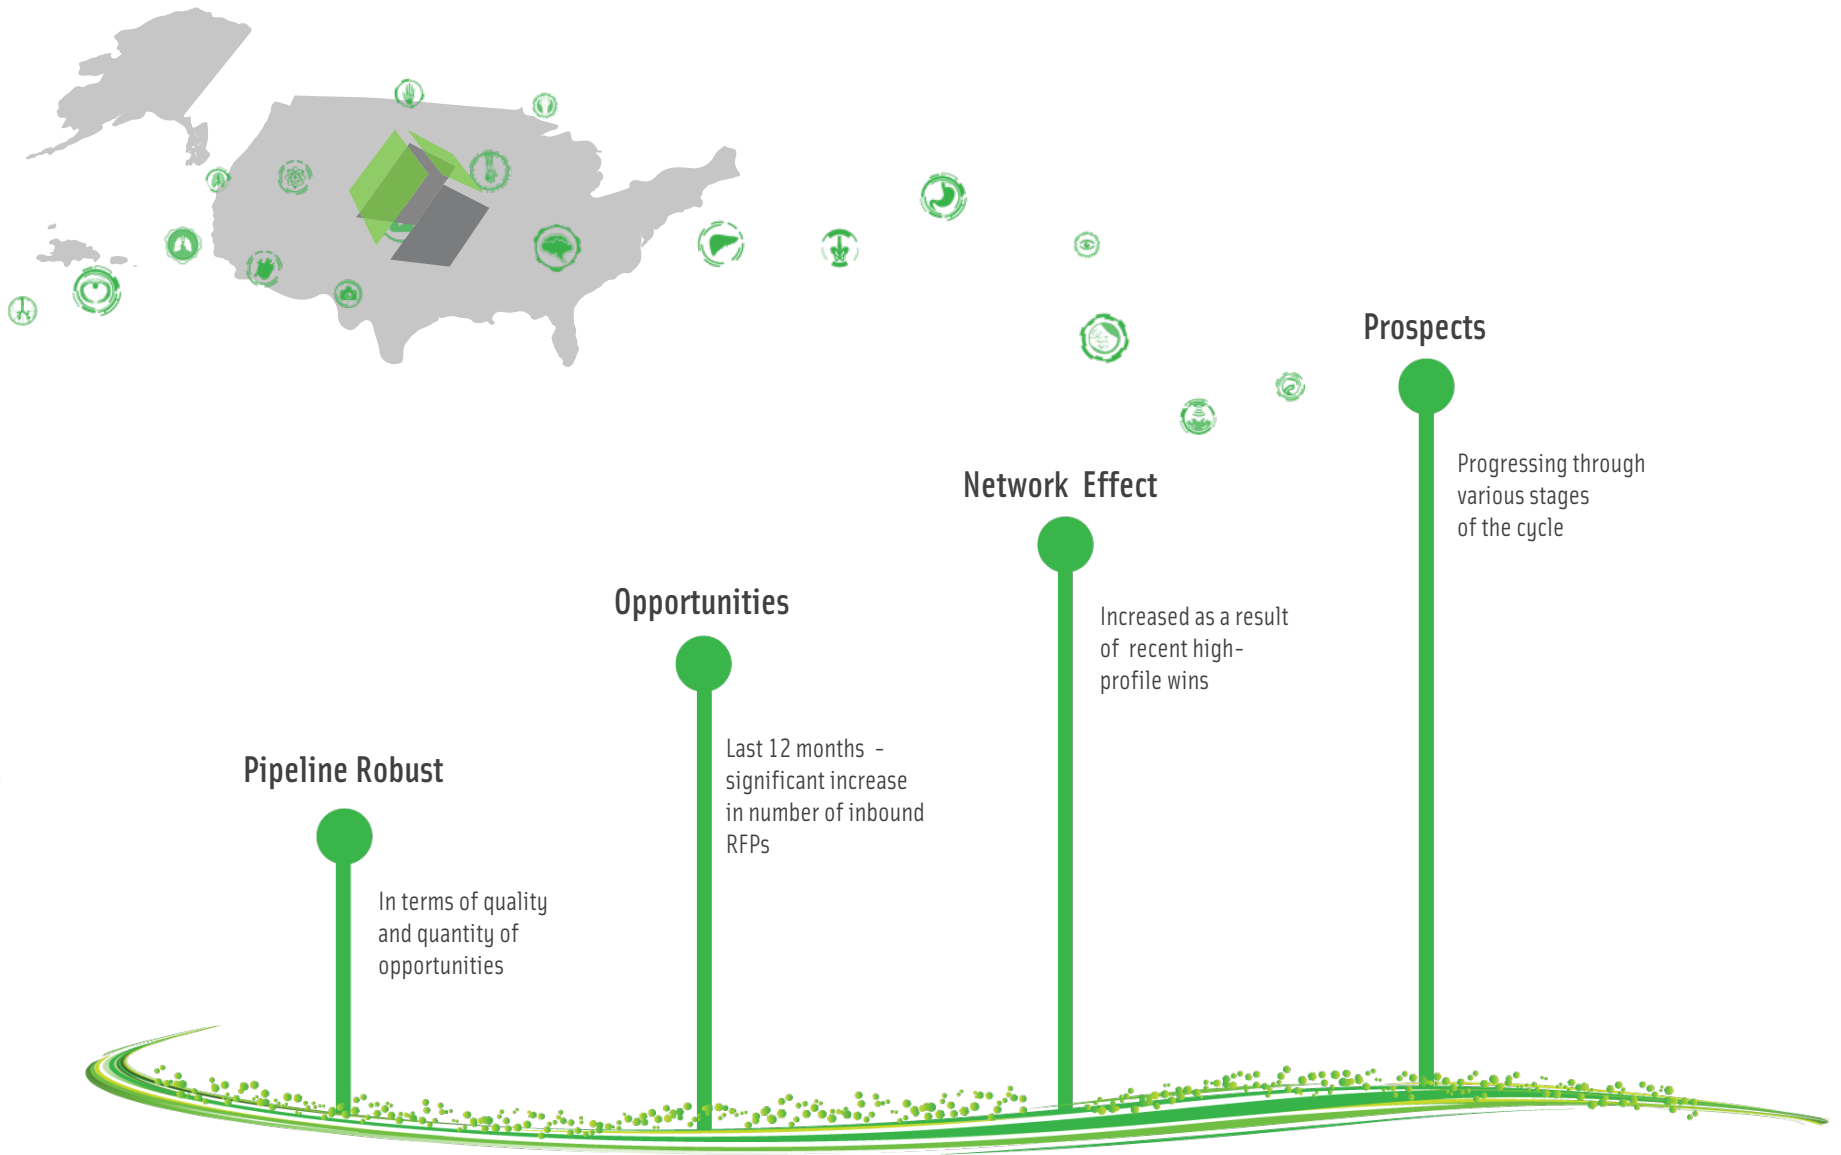 Prospects
Progressing through
various stages
of the cycle
Network Effect
Increased as a result
of recent high-
profile wins
Opportunities
Last 12 months -
significant increase
in number of inbound
RFPs
Pipeline Robust
In terms of quality
and quantity of
opportunities